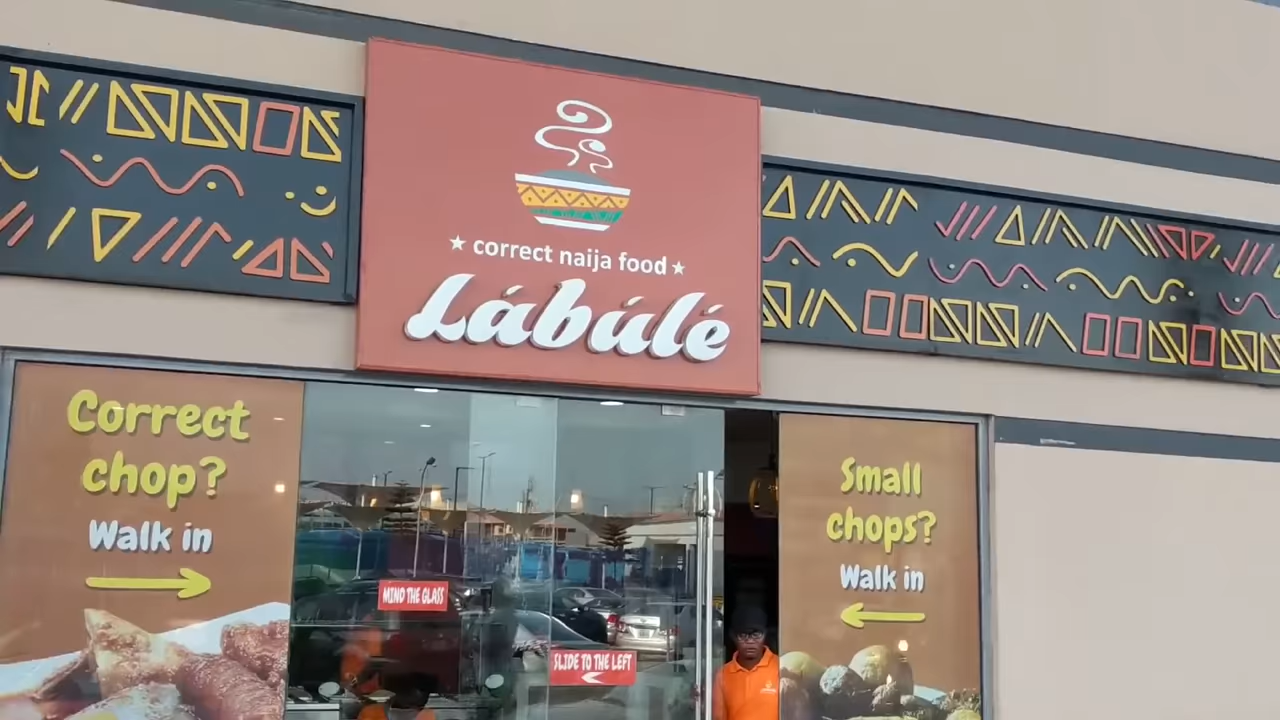 correct naija food
Lábúlé
Correct
chop?
Walk in
Small
chops?
Walk in
MIND THE GLASS
SLIDE TO THE LEFT